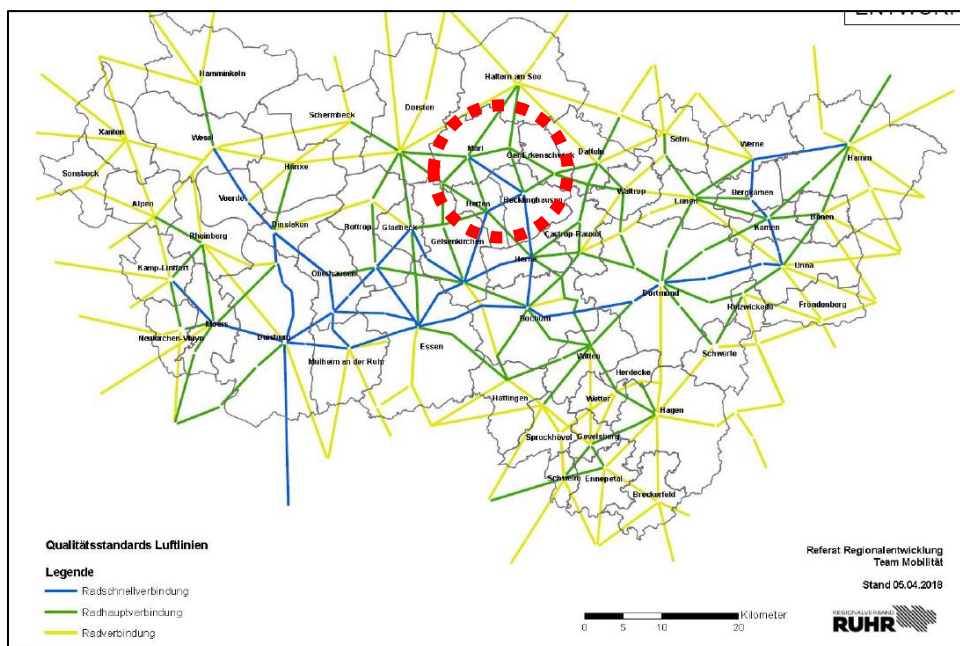 ENTWURF
Hamminkeln
Haltern am See
Dorsten
Schermbeck
Xanten
Wesel
Marl
Oer-Erkenschwick
Datteln
Selm
Werne
Hamm
Sonsbeck
Hünxe
Waltrop
Bergkamen
Alpen
Voerde
Herten
Recklinghausen
Lünen
Bönen
Kamen
Dinslaken
Bottrop
Gladbeck
Gelsenkirchen
Castrop-Rauxel
Rheinberg
Herne
Unna
Kamp-Lintfort
Oberhausen
Dortmund
Holzwickede
Fröndenberg
Moers
Bochum
Neukirchen-Vluyn
Duisburg
Essen
Schwerte
Mülheim an der Ruhr
Witten
Herdecke
Hattingen
Wetter
Hagen
Sprockhövel
Gevelsberg
Schwelm
Ennepetal
Breckerfeld
Qualitätsstandards Luftlinien
Legende
Radschnellverbindung
Radhauptverbindung
Radverbindung
Kilometer
0 5 10 20
Referat Regionalentwicklung
Team Mobilität
Stand 05.04.2018
REGIONALVERBAND
RUHR